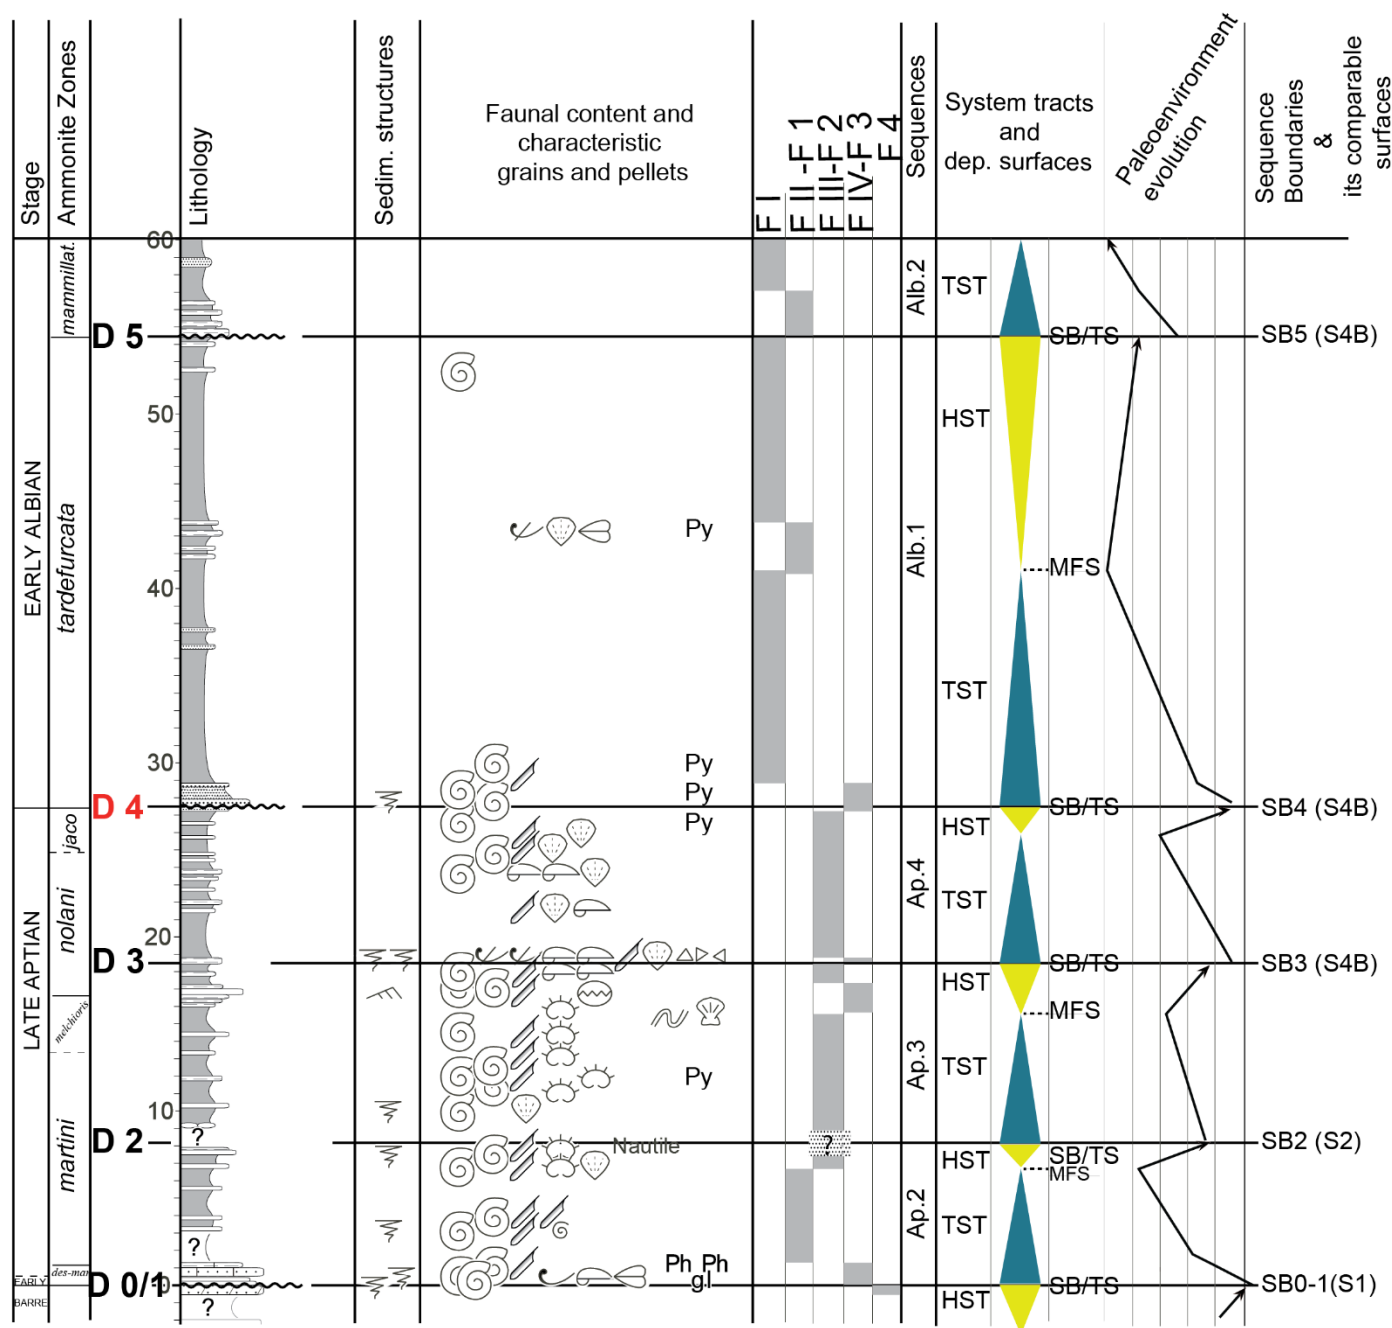 Stage
Ammonite Zones
Lithology
Sedim. structures
Faunal content and
characteristic
grains and pellets
F I
F II -F 1
F III-F 2
F IV-F 3
F 4
Sequences
System tracts
and
dep. surfaces
Paleoenvironment
evolution
Sequence
Boundaries
&
its comparable
surfaces
60
mammillat.
Alb.2
TST
D 5
SB/TS
SB5 (S4B)
EARLY ALBIAN
tardefurcata
50
HST
Py
Alb.1
MFS
40
TST
30
Py
Py
D 4
SB/TS
SB4 (S4B)
jaco
Py
HST
LATE APTIAN
nolani
Ap.4
TST
20
D 3
SB/TS
SB3 (S4B)
HST
melchioris
MFS
Ap.3
TST
Py
10
martini
?
D 2
?
Nautile
SB/TS
SB2 (S2)
HST
MFS
Ap.2
TST
?
des-mar
Ph Ph
gl
EARLY
D 0/1
0
SB/TS
SB0-1(S1)
BARRE
?
HST